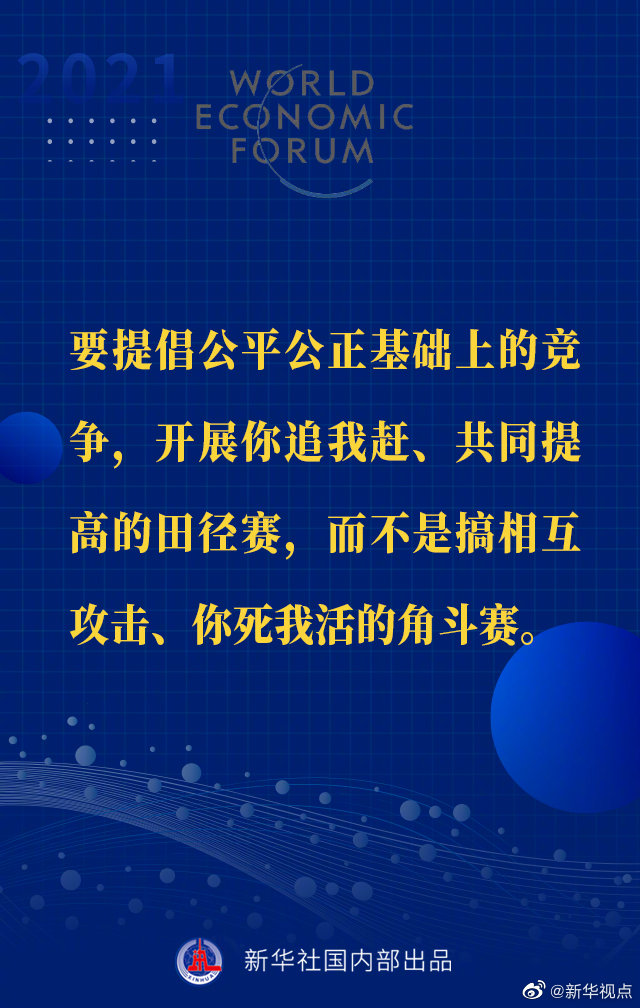 2021
WORLD
ECONOMIC
FORUM
要提倡公平公正基础上的竞
争，开展你追我赶、共同提
高的田径赛，而不是搞相互
攻击、你死我活的角斗赛。
XINHUA
新华社国内部出品
@新华视点